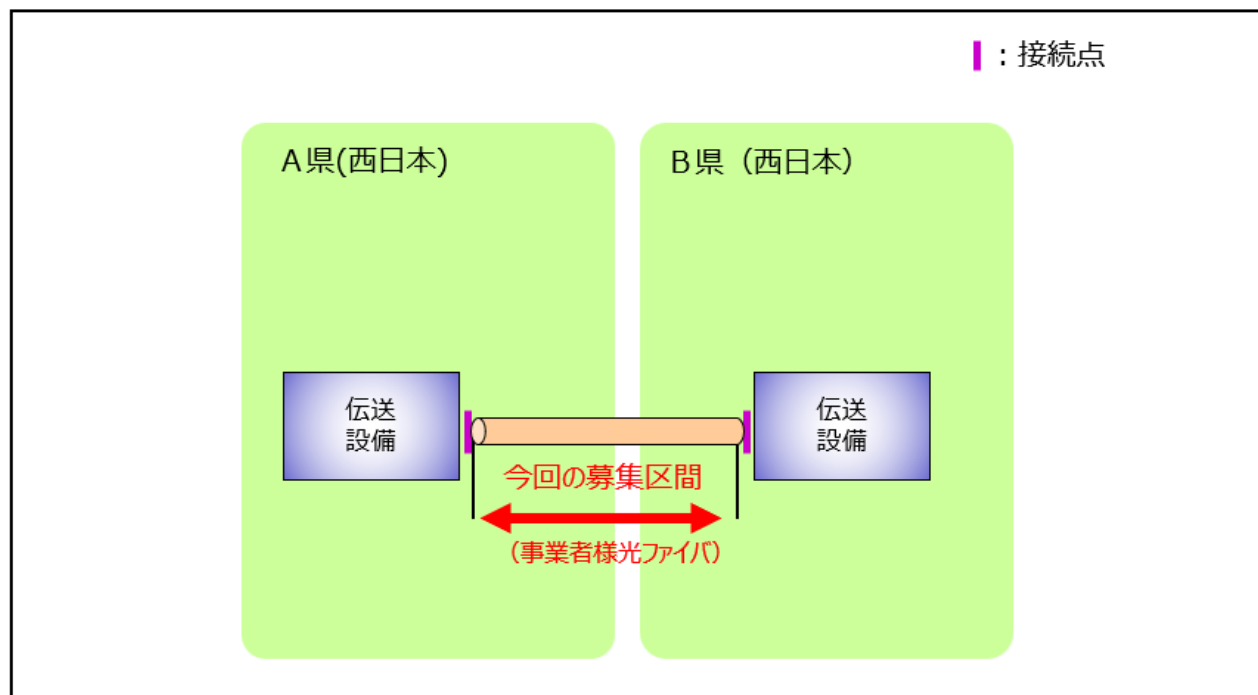 ：接続点
A県(西日本)
B県（西日本）
伝送
設備
伝送
設備
今回の募集区間
（事業者様光ファイバ）